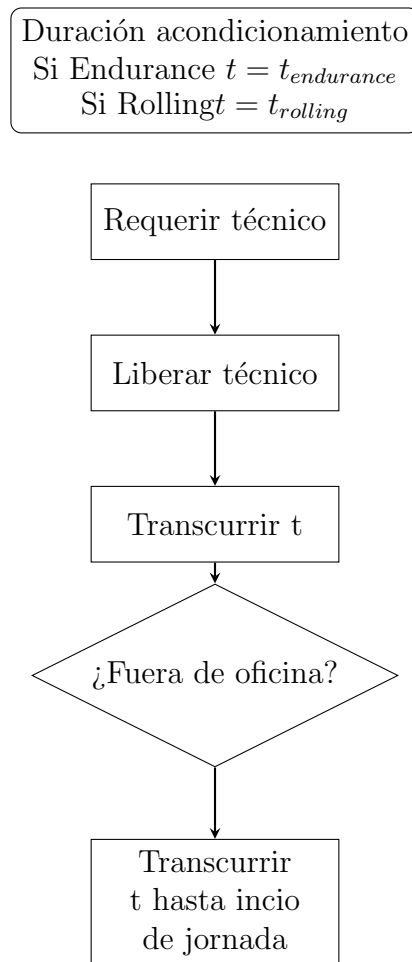 Duración acondicionamiento
Si Endurance t = t_endurance
Si Rollingt = t_rolling
Requerir técnico
Liberar técnico
Transcurrir t
¿Fuera de oficina?
Transcurrir
t hasta incio
de jornada